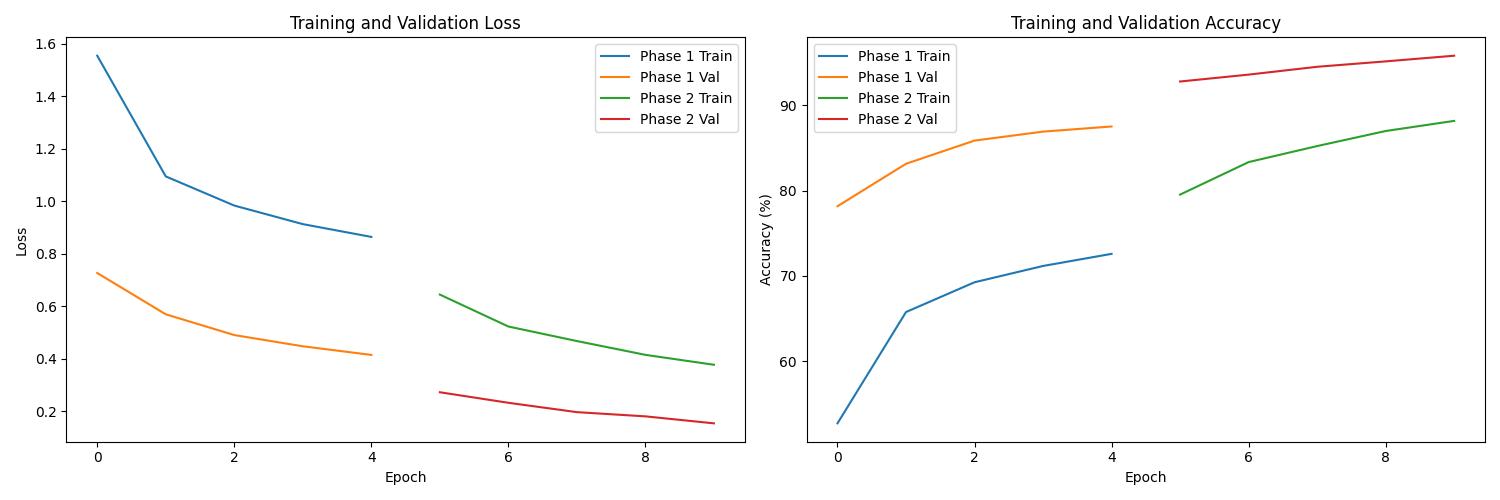 Training and Validation Loss
Loss
1.6
1.4
1.2
1.0
0.8
0.6
0.4
0.2
0 2 4 6 8
Epoch
Phase 1 Train
Phase 1 Val
Phase 2 Train
Phase 2 Val
Training and Validation Accuracy
Accuracy (%)
90
80
70
60
0 2 4 6 8
Epoch
Phase 1 Train
Phase 1 Val
Phase 2 Train
Phase 2 Val